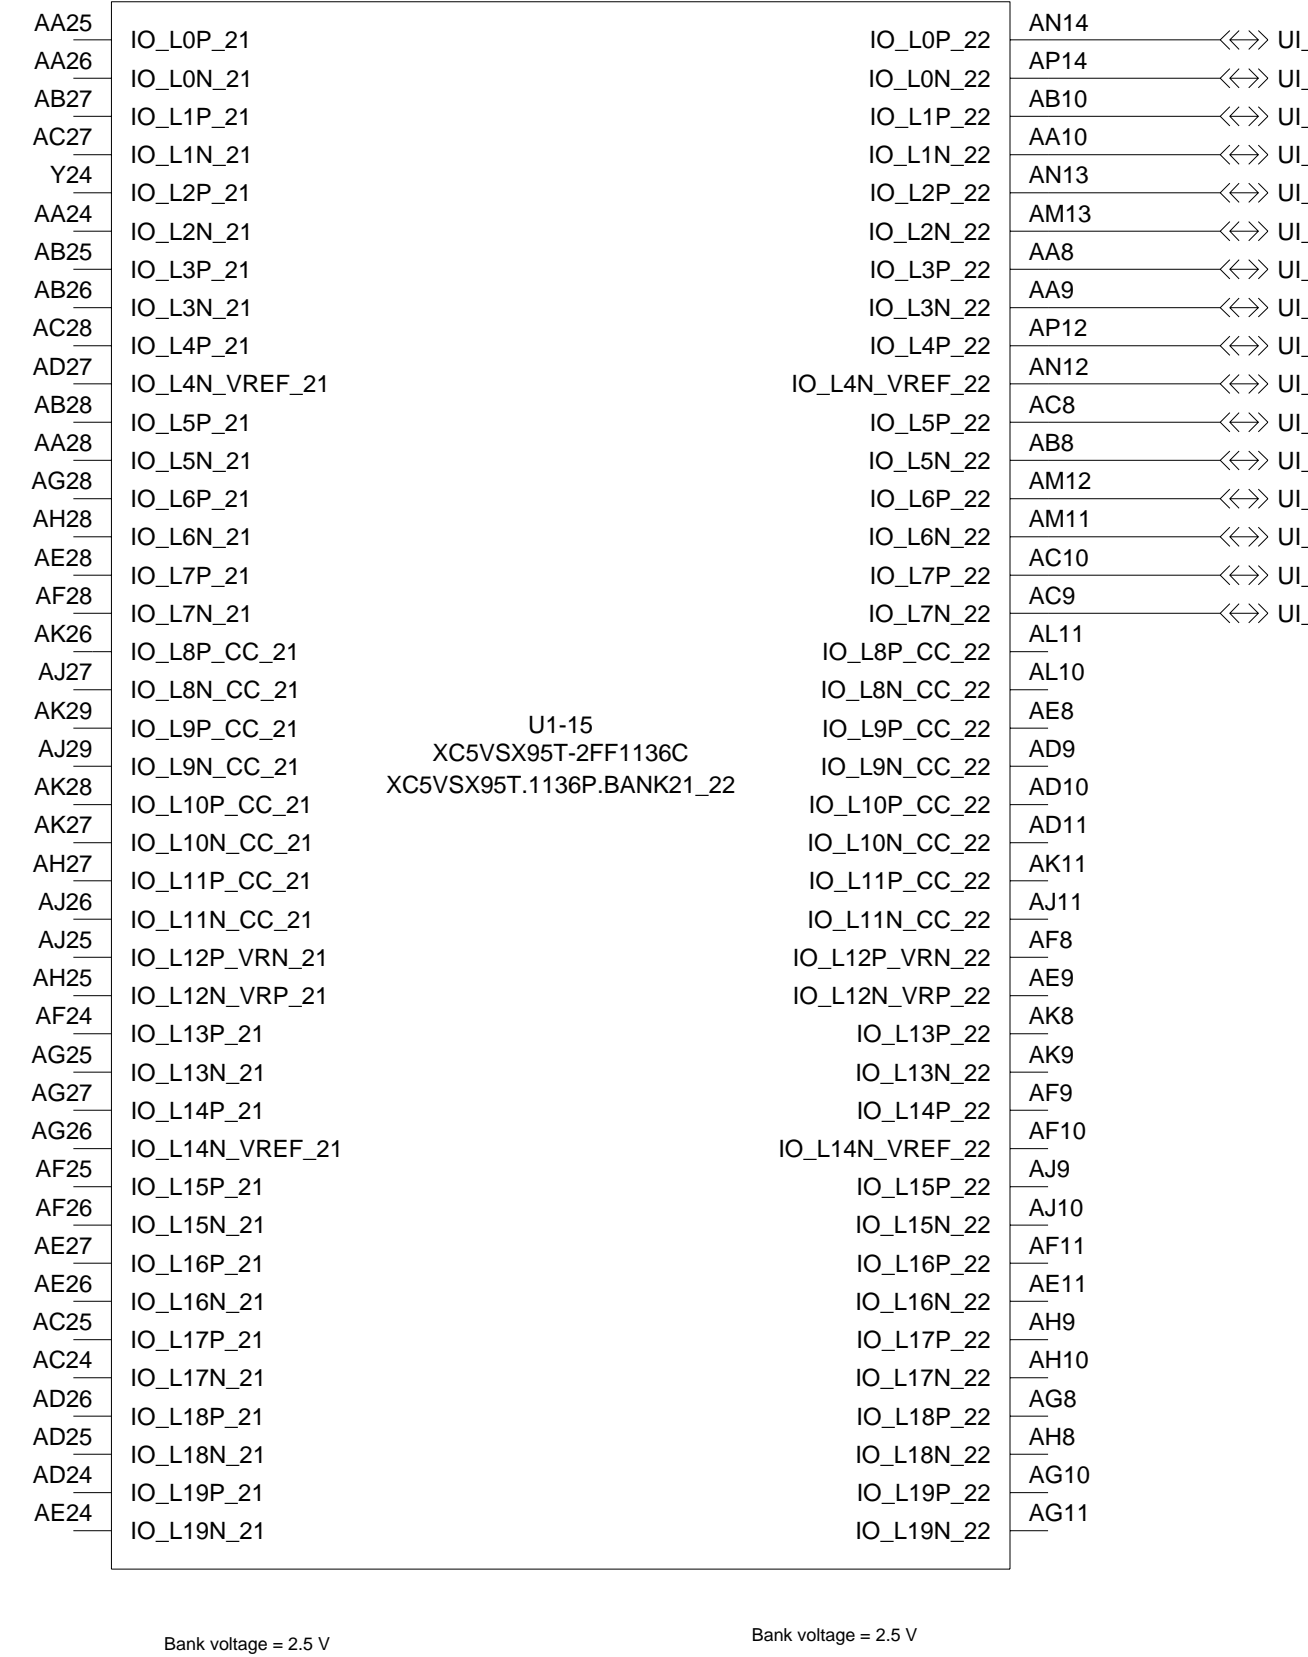 AA25 IO_L0P_21 IO_L0P_22 AN14 UI_
AA26 IO_L0N_21 IO_L0N_22 AP14 UI_
AB27 IO_L1P_21 IO_L1P_22 AB10 UI_
AC27 IO_L1N_21 IO_L1N_22 AA10 UI_
Y24 IO_L2P_21 IO_L2P_22 AN13 UI_
AA24 IO_L2N_21 IO_L2N_22 AM13 UI_
AB25 IO_L3P_21 IO_L3P_22 AA8 UI_
AB26 IO_L3N_21 IO_L3N_22 AA9 UI_
AC28 IO_L4P_21 IO_L4P_22 AP12 UI_
AD27 IO_L4N_VREF_21 IO_L4N_VREF_22 AN12 UI_
AB28 IO_L5P_21 IO_L5P_22 AC8 UI_
AA28 IO_L5N_21 IO_L5N_22 AB8 UI_
AG28 IO_L6P_21 IO_L6P_22 AM12 UI_
AH28 IO_L6N_21 IO_L6N_22 AM11 UI_
AE28 IO_L7P_21 IO_L7P_22 AC10 UI_
AF28 IO_L7N_21 IO_L7N_22 AC9 UI_
AK26 IO_L8P_CC_21 IO_L8P_CC_22 AL11
AJ27 IO_L8N_CC_21 IO_L8N_CC_22 AL10
AK29 IO_L9P_CC_21 U1-15 IO_L9P_CC_22 AE8
AJ29 IO_L9N_CC_21 XC5VSX95T-2FF1136C IO_L9N_CC_22 AD9
AK28 IO_L10P_CC_21 XC5VSX95T.1136P.BANK21_22 IO_L10P_CC_22 AD10
AK27 IO_L10N_CC_21 IO_L10N_CC_22 AD11
AH27 IO_L11P_CC_21 IO_L11P_CC_22 AK11
AJ26 IO_L11N_CC_21 IO_L11N_CC_22 AJ11
AJ25 IO_L12P_VRN_21 IO_L12P_VRN_22 AF8
AH25 IO_L12N_VRP_21 IO_L12N_VRP_22 AE9
AF24 IO_L13P_21 IO_L13P_22 AK8
AG25 IO_L13N_21 IO_L13N_22 AK9
AG27 IO_L14P_21 IO_L14P_22 AF9
AG26 IO_L14N_VREF_21 IO_L14N_VREF_22 AF10
AF25 IO_L15P_21 IO_L15P_22 AJ9
AF26 IO_L15N_21 IO_L15N_22 AJ10
AE27 IO_L16P_21 IO_L16P_22 AF11
AE26 IO_L16N_21 IO_L16N_22 AE11
AC25 IO_L17P_21 IO_L17P_22 AH9
AC24 IO_L17N_21 IO_L17N_22 AH10
AD26 IO_L18P_21 IO_L18P_22 AG8
AD25 IO_L18N_21 IO_L18N_22 AH8
AD24 IO_L19P_21 IO_L19P_22 AG10
AE24 IO_L19N_21 IO_L19N_22 AG11
Bank voltage = 2.5 V Bank voltage = 2.5 V